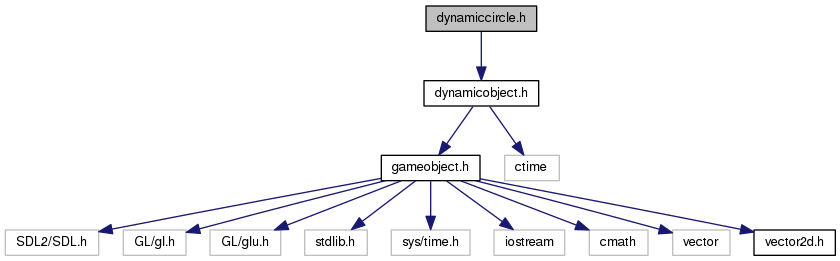 dynamiccircle.h
dynamicobject.h
gameobject.h
ctime
SDL2/SDL.h
GL/gl.h
GL/glu.h
stdlib.h
sys/time.h
iostream
cmath
vector
vector2d.h